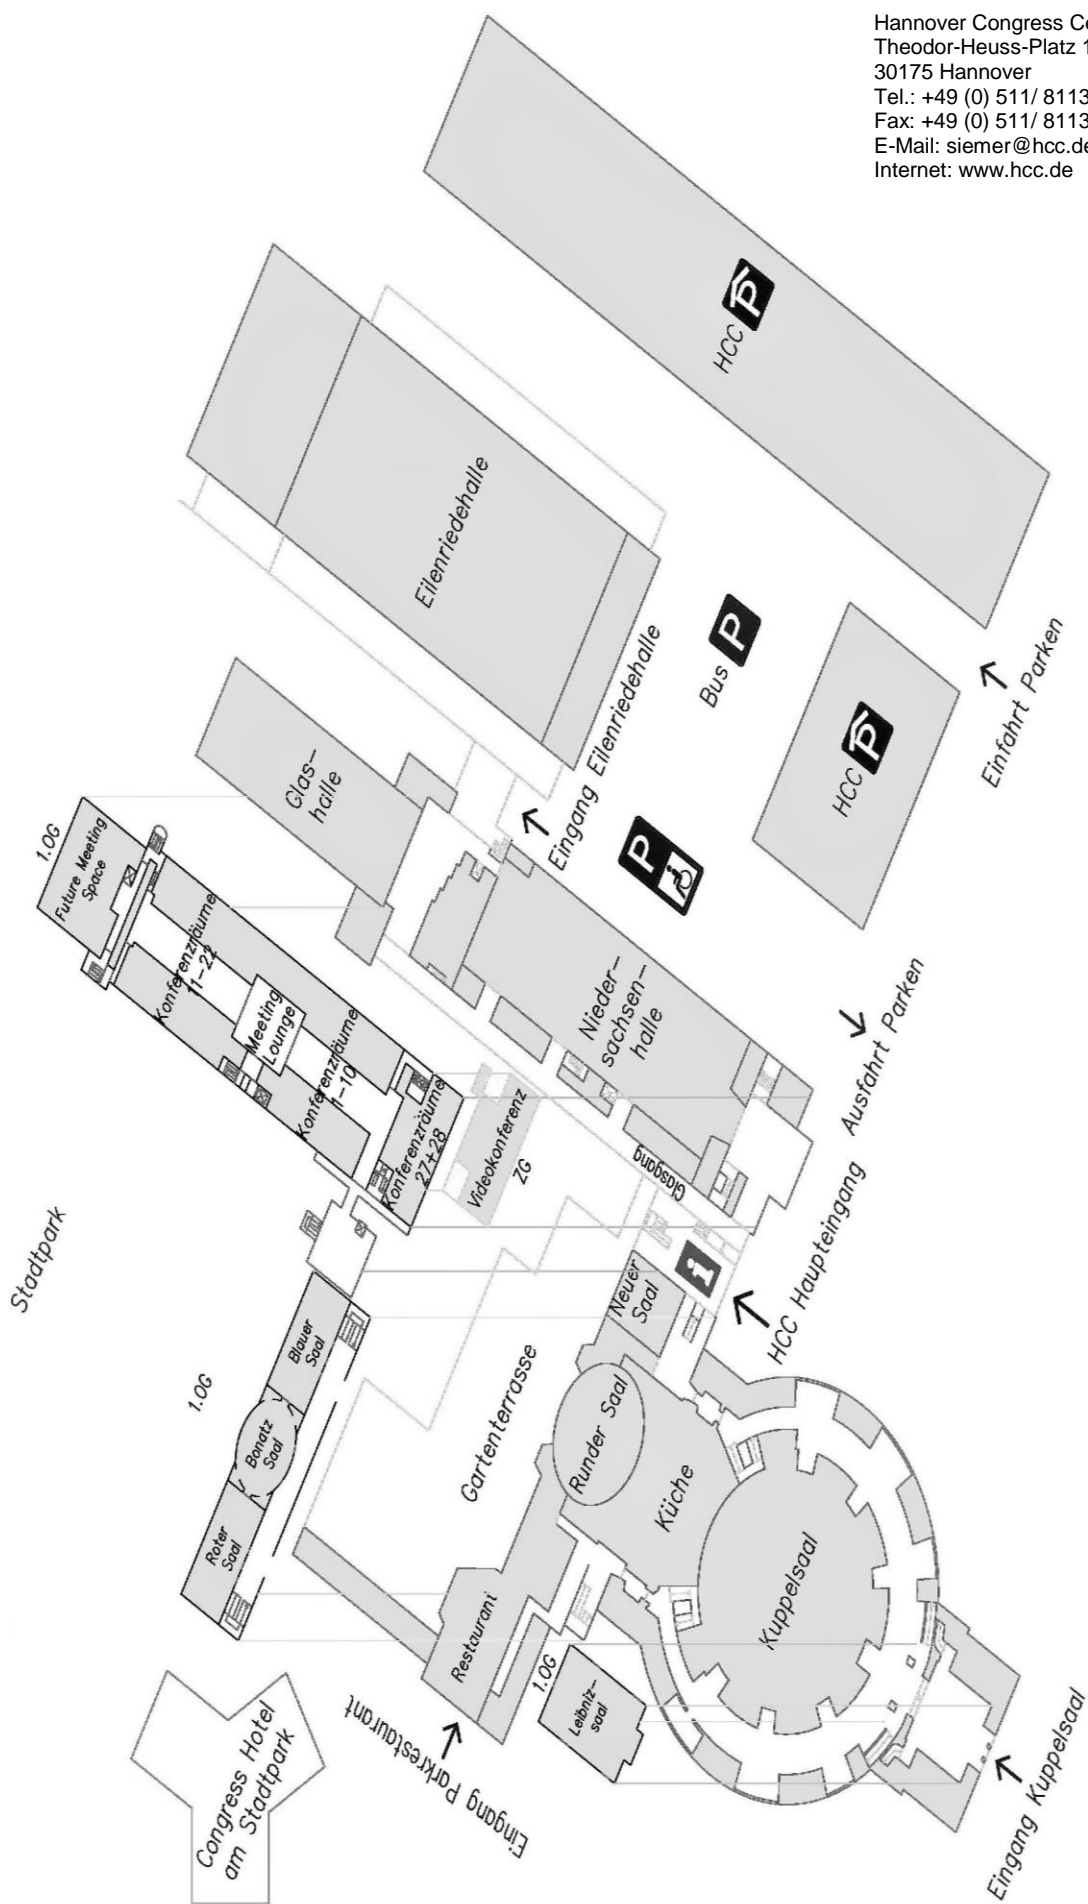 Hannover Congress Ce
Theodor-Heuss-Platz 1
30175 Hannover
Tel.: +49 (0) 511/ 8113
Fax: +49 (0) 511/ 8113
E-Mail: siemer@hcc.de
Internet: www.hcc.de
HCC P
Eilenriedehalle
Eingang Eilenriedehalle
Bus P
HCC P
Einfahrt Parken
P
Glas-
halle
1.OG
Future Meeting
Space
Konferenzräume
11-22
Meeting
Lounge
Konferenzräume
1-10
Konferenzräume
27+28
Videokonferenz
ZG
Nieder-
sachsen-
halle
Glasgang
Ausfahrt Parken
HCC Haupteingang
i
Stadtpark
1.OG
Blauer
Saal
Bonatz
Saal
Roter
Saal
Gartenterrasse
Neuer
Saal
Runder Saal
Küche
Kuppelsaal
Restaurant
1.OG
Leibniz-
saal
Eingang Parkrestaurant
Congress Hotel
am Stadtpark
Eingang Kuppelsaal